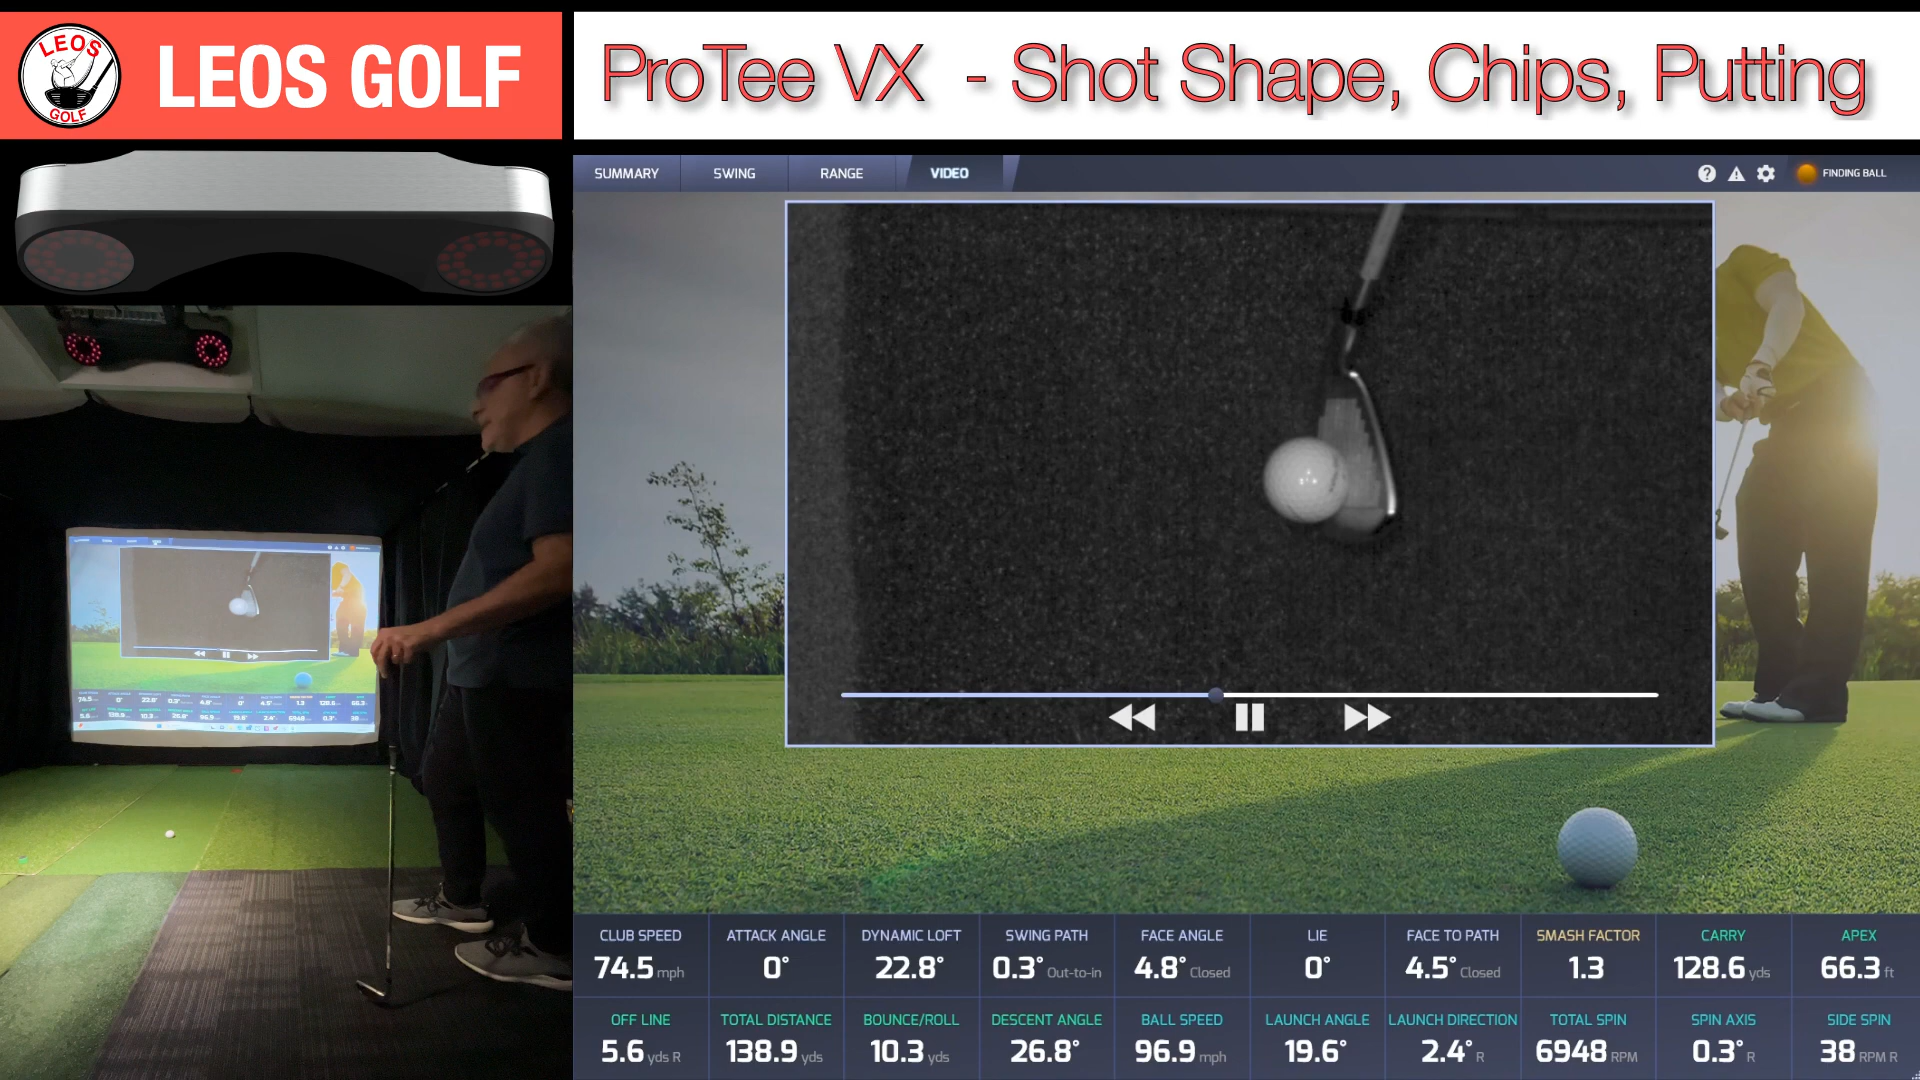 LEOS
GOLF
LEOS GOLF
ProTee VX - Shot Shape, Chips, Putting
SUMMARY SWING RANGE VIDEO FINDING BALL
CLUB SPEED ATTACK ANGLE DYNAMIC LOFT SWING PATH FACE ANGLE LIE FACE TO PATH SMASH FACTOR CARRY APEX
74.5 mph 0° 22.8° 0.3° Out-to-in 4.8° Closed 0° 4.5° Closed 1.3 128.6 yds 66.3 ft
OFF LINE TOTAL DISTANCE BOUNCE/ROLL DESCENT ANGLE BALL SPEED LAUNCH ANGLE LAUNCH DIRECTION TOTAL SPIN SPIN AXIS SIDE SPIN
5.6 yds R 138.9 yds 10.3 yds 26.8° 96.9 mph 19.6° 2.4° R 6948 RPM 0.3° R 38 RPM R